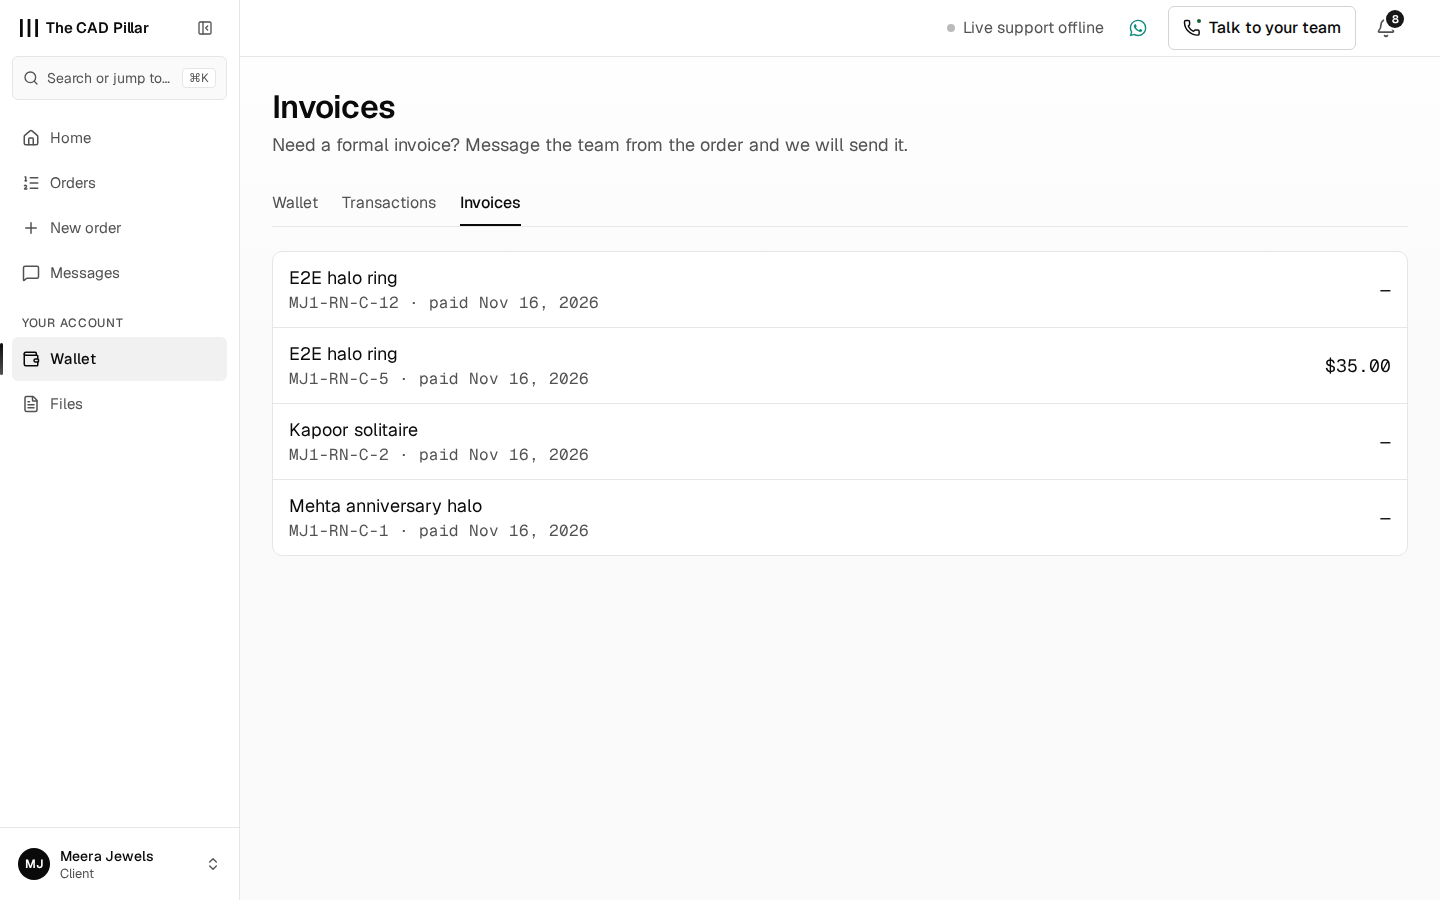 The CAD Pillar
Search or jump to... ⌘K
Home
Orders
New order
Messages
YOUR ACCOUNT
Wallet
Files
MJ
Meera Jewels
Client
Live support offline
Talk to your team
8
Invoices
Need a formal invoice? Message the team from the order and we will send it.
Wallet Transactions Invoices
E2E halo ring
MJ1-RN-C-12 · paid Nov 16, 2026
—
E2E halo ring
MJ1-RN-C-5 · paid Nov 16, 2026
$35.00
Kapoor solitaire
MJ1-RN-C-2 · paid Nov 16, 2026
—
Mehta anniversary halo
MJ1-RN-C-1 · paid Nov 16, 2026
—